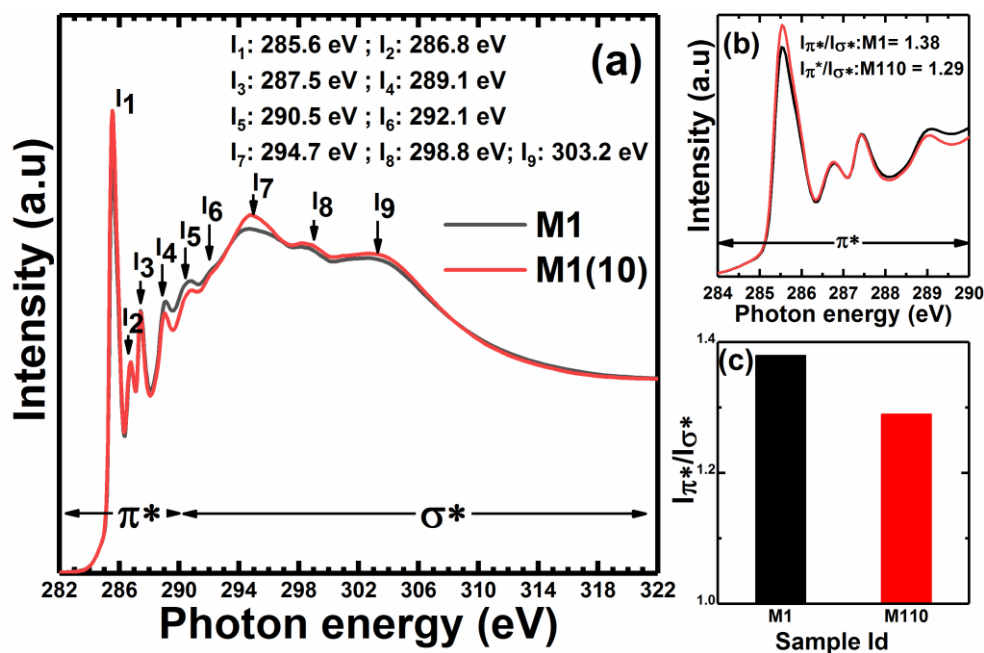 (a)
I₁: 285.6 eV ; I₂: 286.8 eV
I₃: 287.5 eV ; I₄: 289.1 eV
I₅: 290.5 eV ; I₆: 292.1 eV
I₇: 294.7 eV ; I₈: 298.8 eV; I₉: 303.2 eV
I₁
I₂
I₃
I₄
I₅
I₆
I₇
I₈
I₉
M1
M1(10)
π*
σ*
282 286 290 294 298 302 306 310 314 318 322
Photon energy (eV)
Intensity (a.u)
(b)
Iπ*/Iσ*:M1= 1.38
Iπ*/Iσ*:M110 = 1.29
π*
284 285 286 287 288 289 290
Photon energy (eV)
Intensity (a.u)
(c)
1.4
1.2
1.0
Iπ*/Iσ*
M1 M110
Sample Id